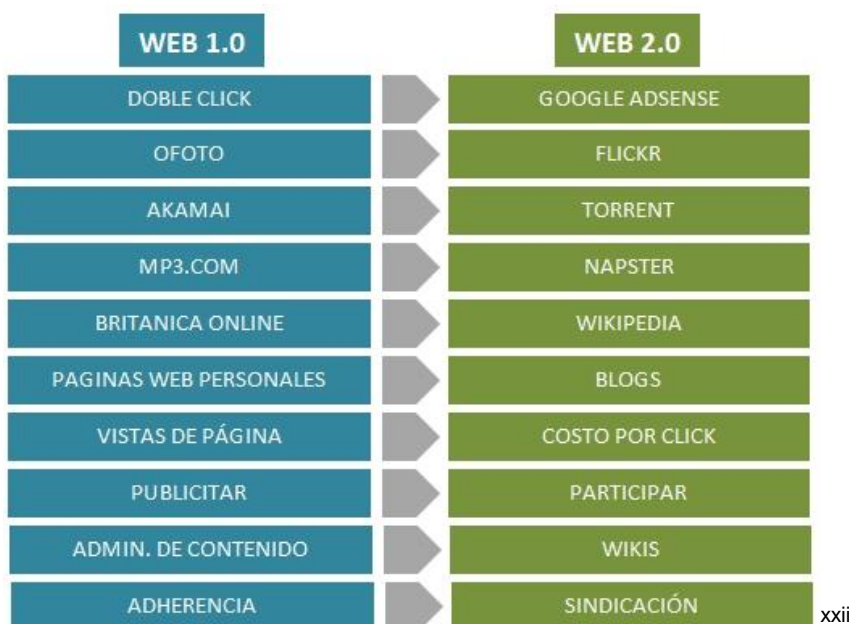 WEB 1.0 WEB 2.0
DOBLE CLICK GOOGLE ADSENSE
OFOTO FLICKR
AKAMAI TORRENT
MP3.COM NAPSTER
BRITANICA ONLINE WIKIPEDIA
PAGINAS WEB PERSONALES BLOGS
VISTAS DE PÁGINA COSTO POR CLICK
PUBLICITAR PARTICIPAR
ADMIN. DE CONTENIDO WIKIS
ADHERENCIA SINDICACIÓN
xxii